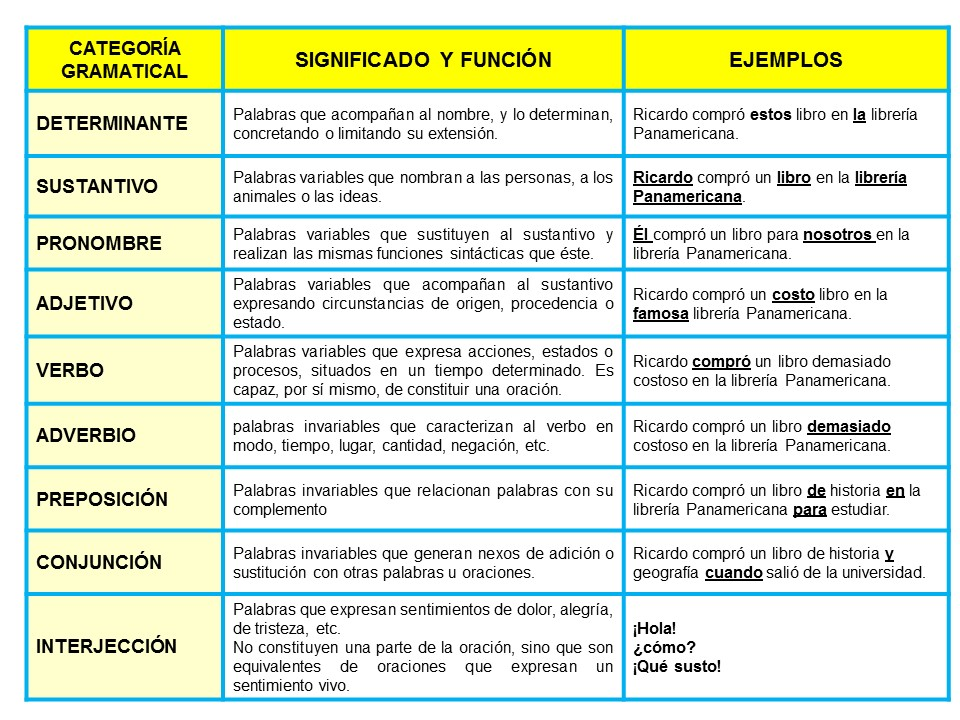 CATEGORÍA
GRAMATICAL
SIGNIFICADO Y FUNCIÓN
EJEMPLOS
DETERMINANTE
Palabras que acompañan al nombre, y lo determinan,
concretando o limitando su extensión.
Ricardo compró estos libro en la librería
Panamericana.
SUSTANTIVO
Palabras variables que nombran a las personas, a los
animales o las ideas.
Ricardo compró un libro en la librería
Panamericana.
PRONOMBRE
Palabras variables que sustituyen al sustantivo y
realizan las mismas funciones sintácticas que éste.
Él compró un libro para nosotros en la
librería Panamericana.
ADJETIVO
Palabras variables que acompañan al sustantivo
expresando circunstancias de origen, procedencia o
estado.
Ricardo compró un costo libro en la
famosa librería Panamericana.
VERBO
Palabras variables que expresa acciones, estados o
procesos, situados en un tiempo determinado. Es
capaz, por sí mismo, de constituir una oración.
Ricardo compró un libro demasiado
costoso en la librería Panamericana.
ADVERBIO
palabras invariables que caracterizan al verbo en
modo, tiempo, lugar, cantidad, negación, etc.
Ricardo compró un libro demasiado
costoso en la librería Panamericana.
PREPOSICIÓN
Palabras invariables que relacionan palabras con su
complemento
Ricardo compró un libro de historia en la
librería Panamericana para estudiar.
CONJUNCIÓN
Palabras invariables que generan nexos de adición o
sustitución con otras palabras u oraciones.
Ricardo compró un libro de historia y
geografía cuando salió de la universidad.
INTERJECCIÓN
Palabras que expresan sentimientos de dolor, alegría,
de tristeza, etc.
No constituyen una parte de la oración, sino que son
equivalentes de oraciones que expresan un
sentimiento vivo.
¡Hola!
¿cómo?
¡Qué susto!